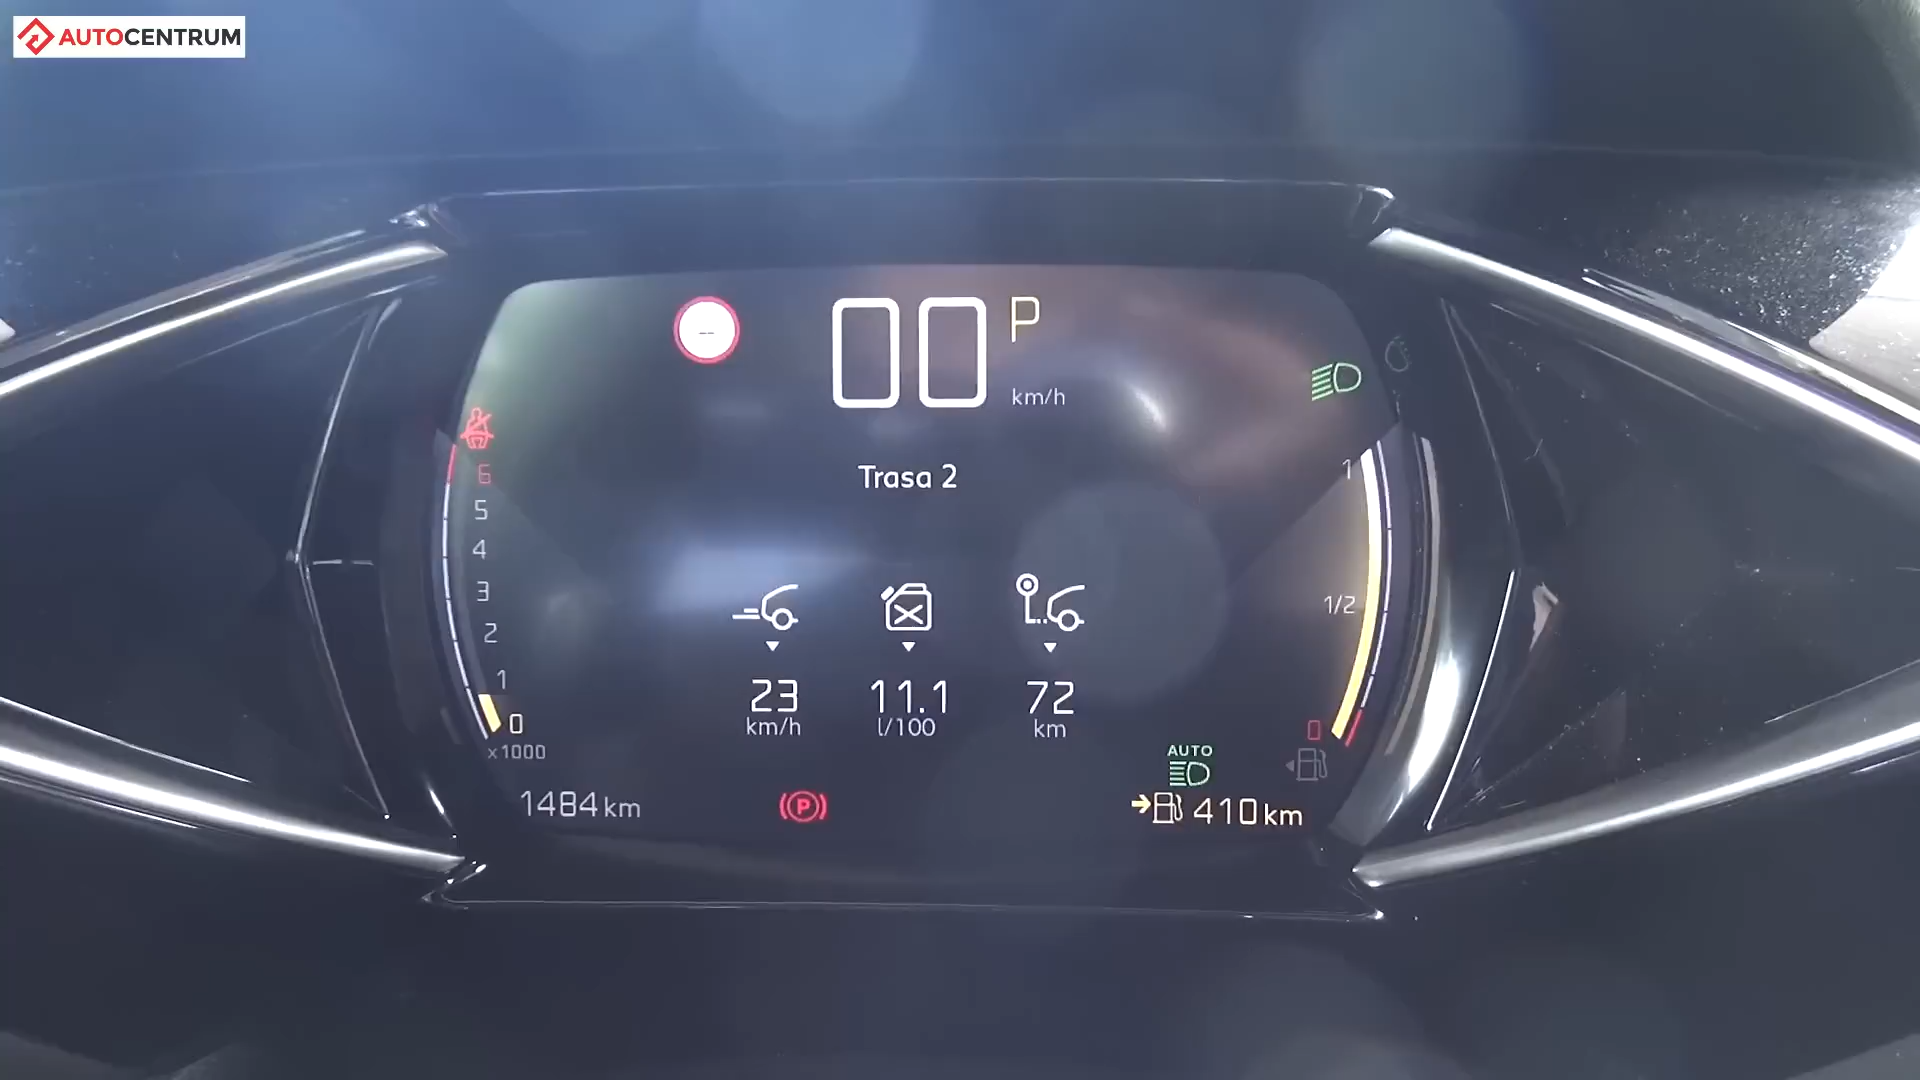 AUTOCENTRUM
00 P
km/h
--
Trasa 2
6
5
4
3
2
1
0
x1000
1
1/2
0
23
km/h
11.1
l/100
72
km
AUTO
1484 km
P
410 km